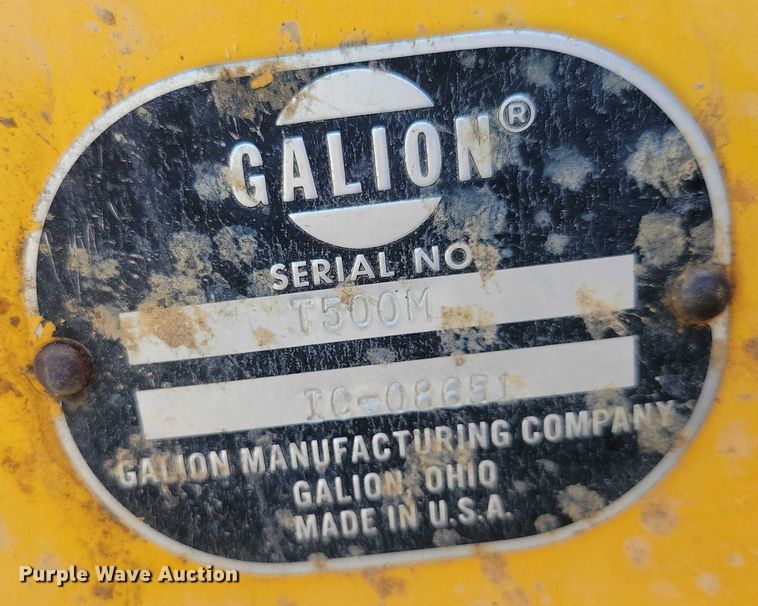 GALION®
SERIAL NO
T500M
IC-08651
GALION MANUFACTURING COMPANY
GALION, OHIO
MADE IN U.S.A.
Purple Wave Auction